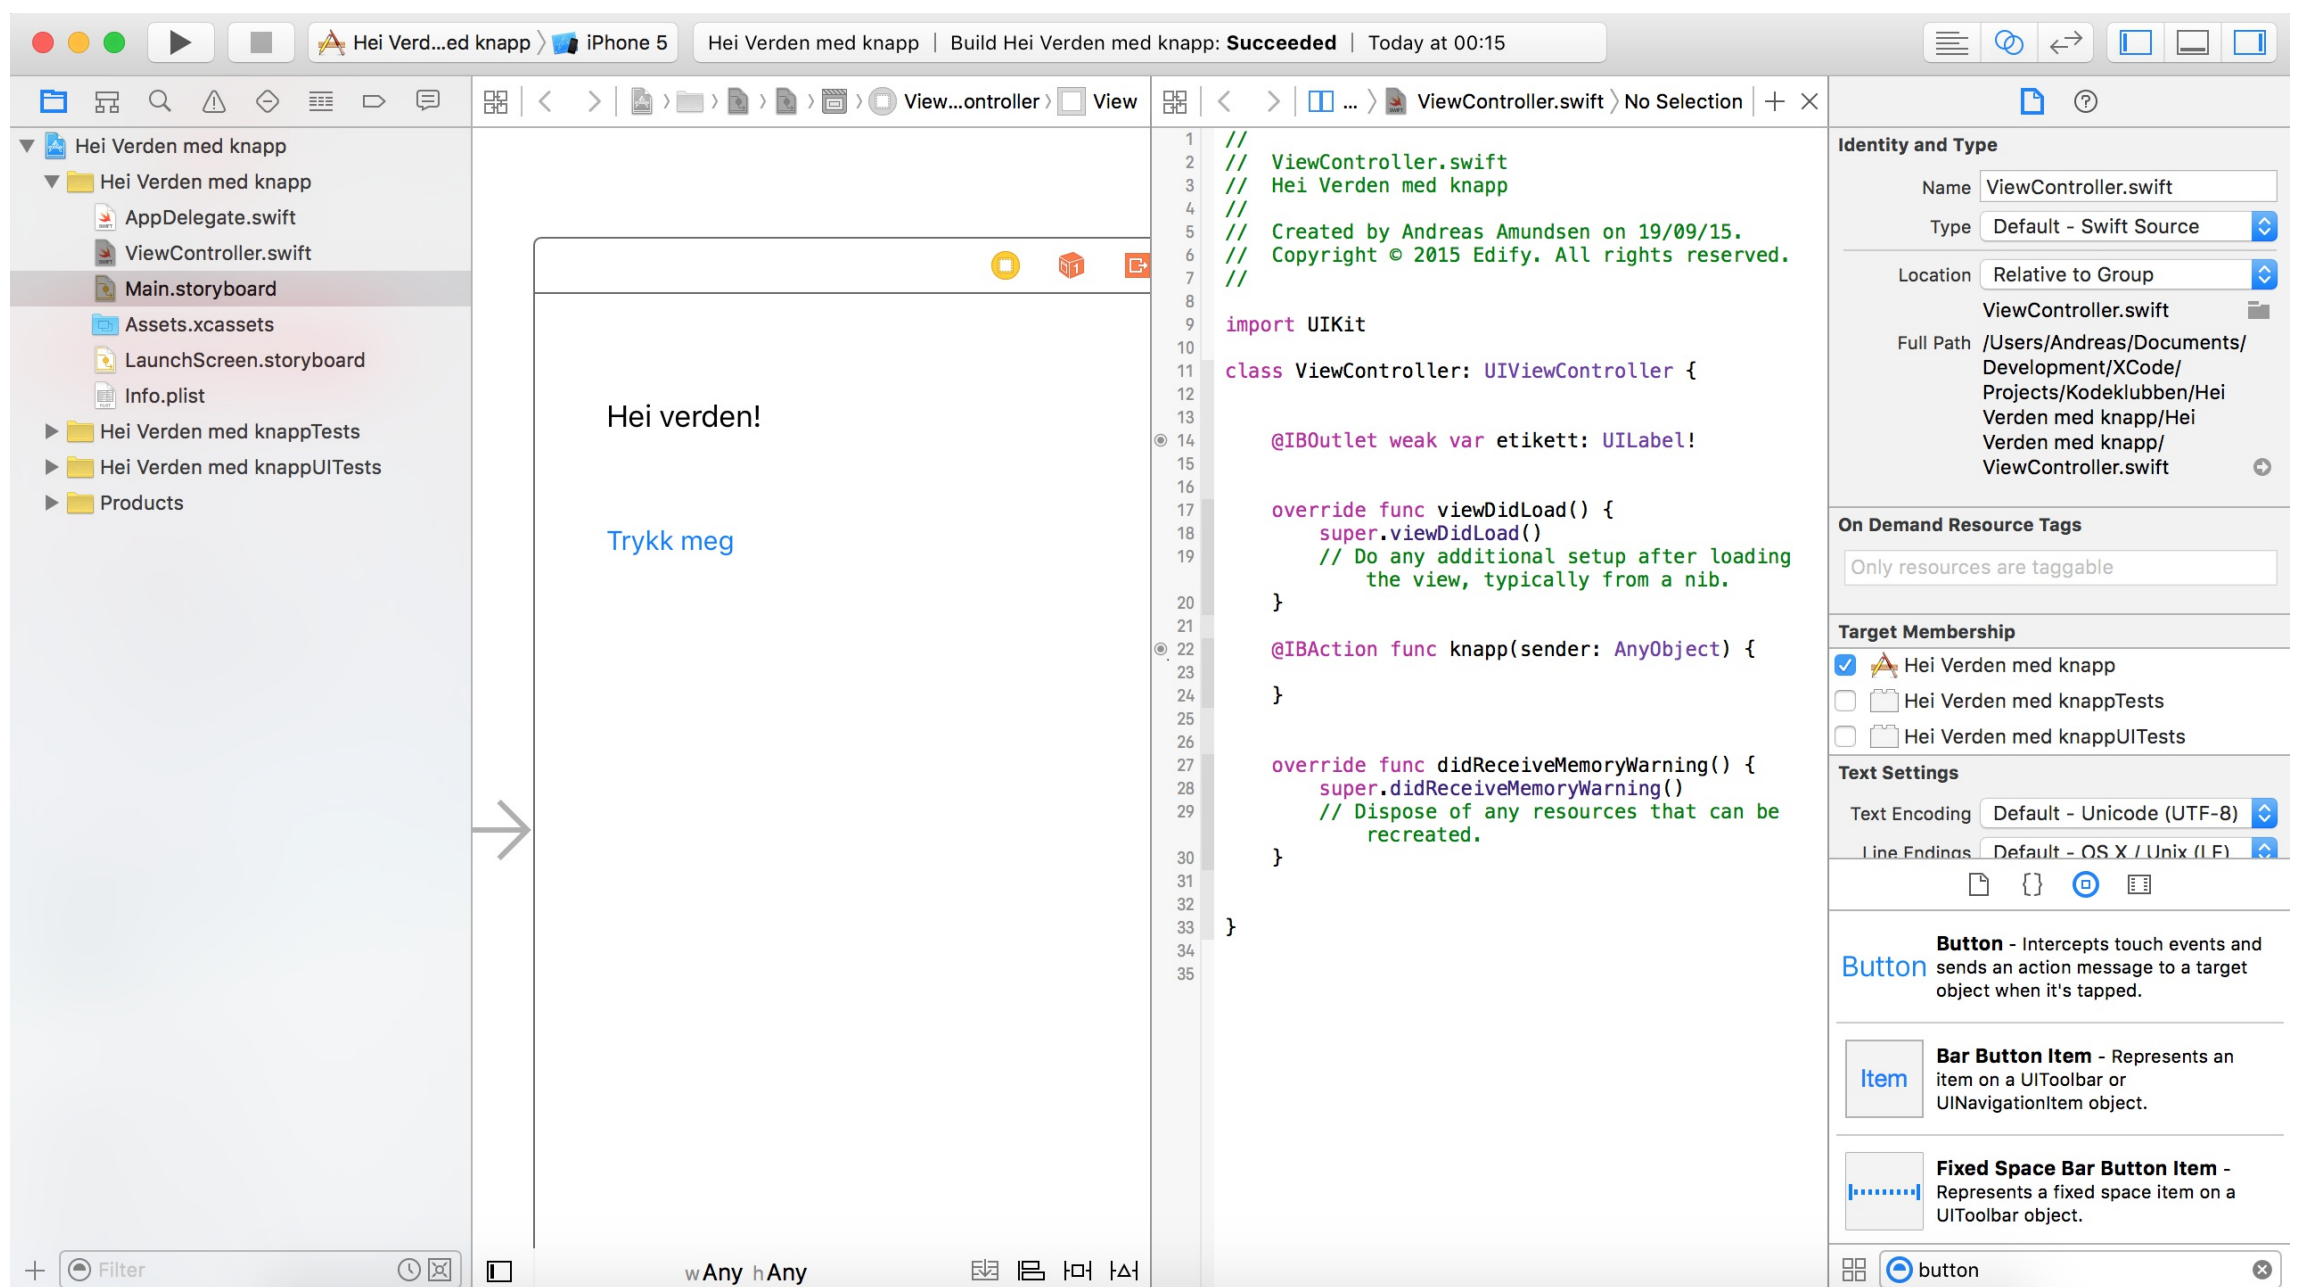 Hei Verd...ed knapp
iPhone 5
Hei Verden med knapp | Build Hei Verden med knapp: Succeeded | Today at 00:15
View...ontroller
View
... ViewController.swift No Selection
Hei Verden med knapp
Hei Verden med knapp
AppDelegate.swift
ViewController.swift
Main.storyboard
Assets.xcassets
LaunchScreen.storyboard
Info.plist
Hei Verden med knappTests
Hei Verden med knappUITests
Products
Filter
Hei verden!
Trykk meg
wAny hAny
1 //
2 // ViewController.swift
3 // Hei Verden med knapp
4 //
5 // Created by Andreas Amundsen on 19/09/15.
6 // Copyright © 2015 Edify. All rights reserved.
7 //
8
9 import UIKit
10
11 class ViewController: UIViewController {
12
13
14 @IBOutlet weak var etikett: UILabel!
15
16
17 override func viewDidLoad() {
18 super.viewDidLoad()
19 // Do any additional setup after loading
the view, typically from a nib.
20 }
21
22 @IBAction func knapp(sender: AnyObject) {
23
24 }
25
26
27 override func didReceiveMemoryWarning() {
28 super.didReceiveMemoryWarning()
29 // Dispose of any resources that can be
recreated.
30 }
31
32
33 }
34
35
Identity and Type
Name ViewController.swift
Type Default - Swift Source
Location Relative to Group
ViewController.swift
Full Path /Users/Andreas/Documents/
Development/XCode/
Projects/Kodeklubben/Hei
Verden med knapp/Hei
Verden med knapp/
ViewController.swift
On Demand Resource Tags
Only resources are taggable
Target Membership
Hei Verden med knapp
Hei Verden med knappTests
Hei Verden med knappUITests
Text Settings
Text Encoding Default - Unicode (UTF-8)
Line Endings Default - OS X / Unix (LF)
Button
Button - Intercepts touch events and
sends an action message to a target
object when it's tapped.
Item
Bar Button Item - Represents an
item on a UIToolbar or
UINavigationItem object.
Fixed Space Bar Button Item -
Represents a fixed space item on a
UIToolbar object.
button